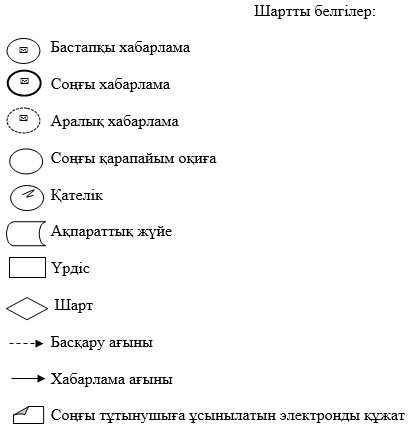 Шартты белгілер:
Бастапқы хабарлама
Соңғы хабарлама
Аралық хабарлама
Соңғы қарапайым оқиға
Қателік
Ақпараттық жүйе
Үрдіс
Шарт
Басқару ағыны
Хабарлама ағыны
Соңғы тұтынушыға ұсынылатын электронды құжат